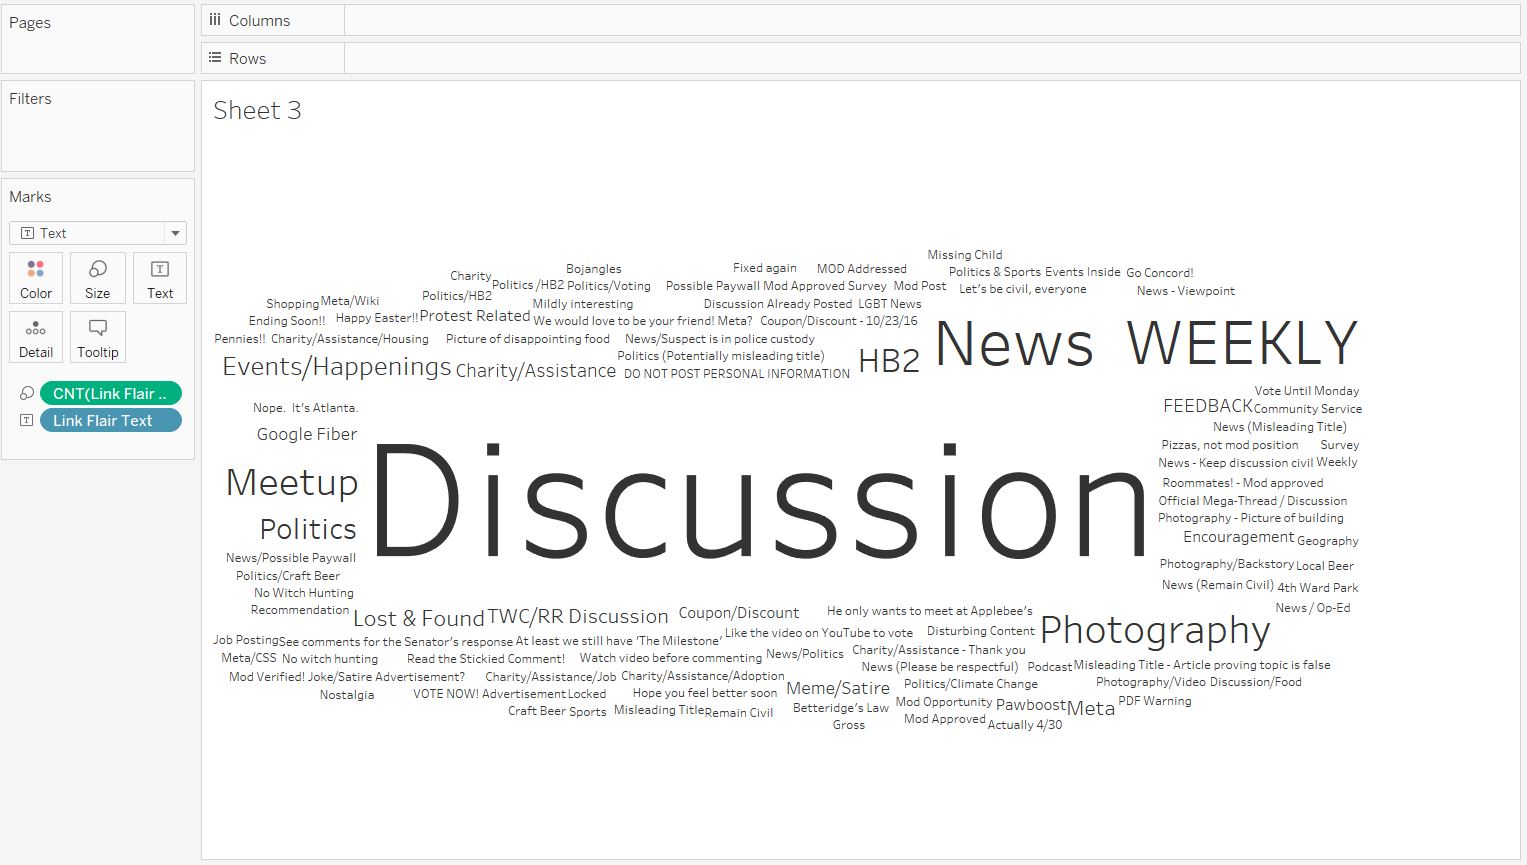 Pages
Columns
Rows
Filters
Marks
Text
Color
Size
Text
Detail
Tooltip
CNT(Link Flair ..
Link Flair Text
Sheet 3
Missing Child
Charity
Bojangles
Fixed again
MOD Addressed
Politics & Sports
Events Inside
Go Concord!
Politics /HB2
Politics/Voting
Possible Paywall
Mod Approved Survey
Mod Post
Let's be civil, everyone
News - Viewpoint
Shopping
Meta/Wiki
Politics/HB2
Mildly interesting
Discussion Already Posted
LGBT News
Ending Soon!!
Happy Easter!!
Protest Related
We would love to be your friend!
Meta?
Coupon/Discount - 10/23/16
Pennies!!
Charity/Assistance/Housing
Picture of disappointing food
News/Suspect is in police custody
News
WEEKLY
Events/Happenings
Charity/Assistance
Politics (Potentially misleading title)
DO NOT POST PERSONAL INFORMATION
HB2
Nope. It's Atlanta.
Google Fiber
Meetup
Politics
News/Possible Paywall
Politics/Craft Beer
No Witch Hunting
Recommendation
Discussion
Vote Until Monday
FEEDBACK
Community Service
News (Misleading Title)
Pizzas, not mod position
Survey
News - Keep discussion civil
Weekly
Roommates! - Mod approved
Official Mega-Thread / Discussion
Photography - Picture of building
Encouragement
Geography
Photography/Backstory
Local Beer
News (Remain Civil)
4th Ward Park
News / Op-Ed
Lost & Found
TWC/RR Discussion
Coupon/Discount
He only wants to meet at Applebee's
Photography
Job Posting
See comments for the Senator's response
At least we still have 'The Milestone'
Like the video on YouTube to vote
Disturbing Content
Meta/CSS
No witch hunting
Read the Stickied Comment!
Watch video before commenting
News/Politics
Charity/Assistance - Thank you
News (Please be respectful)
Podcast
Misleading Title - Article proving topic is false
Mod Verified!
Joke/Satire
Advertisement?
Charity/Assistance/Job
Charity/Assistance/Adoption
Meme/Satire
Politics/Climate Change
Photography/Video
Discussion/Food
Nostalgia
VOTE NOW!
Advertisement
Locked
Hope you feel better soon
Betteridge's Law
Mod Opportunity
Pawboost
Meta
PDF Warning
Craft Beer
Sports
Misleading Title
Remain Civil
Gross
Mod Approved
Actually 4/30